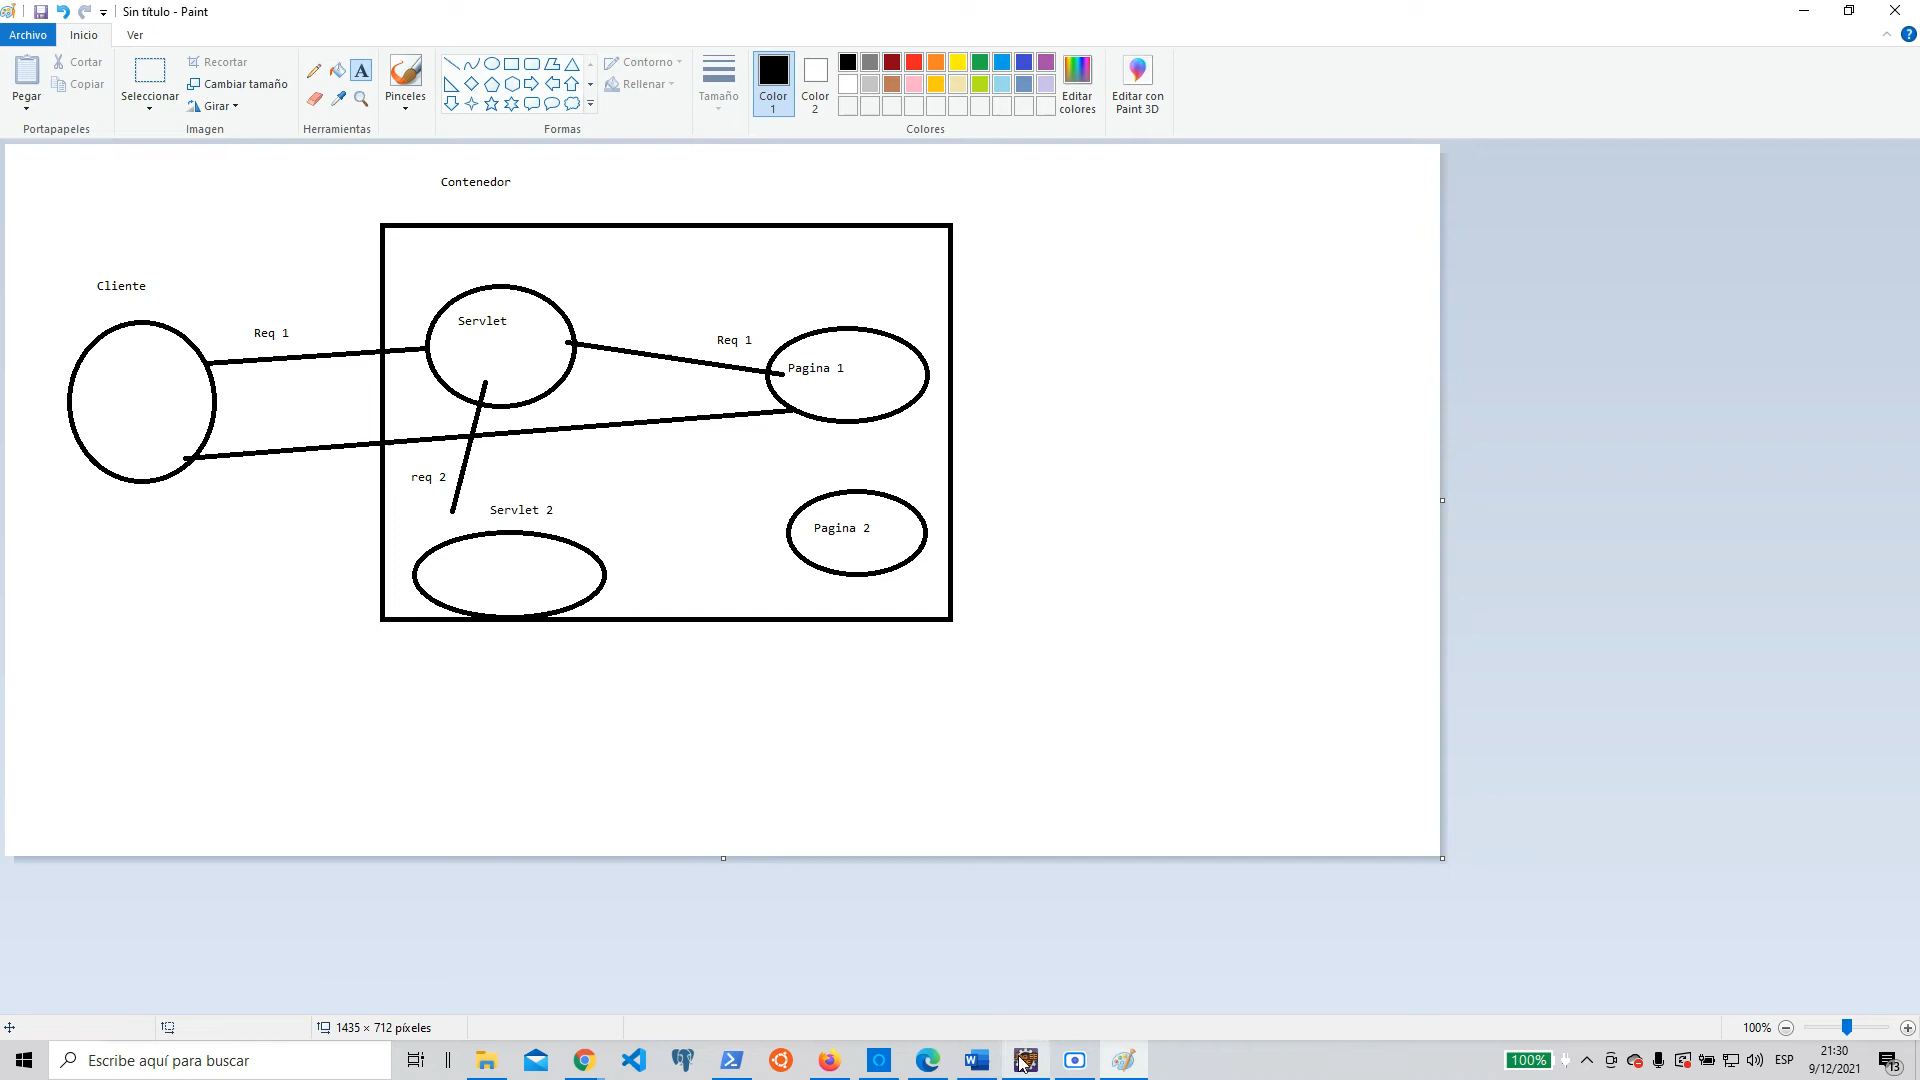 Sin título - Paint
Archivo
Inicio
Ver
Pegar
Cortar
Copiar
Portapapeles
Seleccionar
Recortar
Cambiar tamaño
Girar
Imagen
A
Herramientas
Pinceles
Contorno
Rellenar
Formas
Tamaño
Color
1
Color
2
Editar
colores
Colores
Editar con
Paint 3D
Contenedor
Cliente
Req 1
Servlet
Req 1
Pagina 1
req 2
Servlet 2
Pagina 2
1435 × 712 píxeles
100%
Escribe aquí para buscar
100%
ESP
21:30
9/12/2021
13